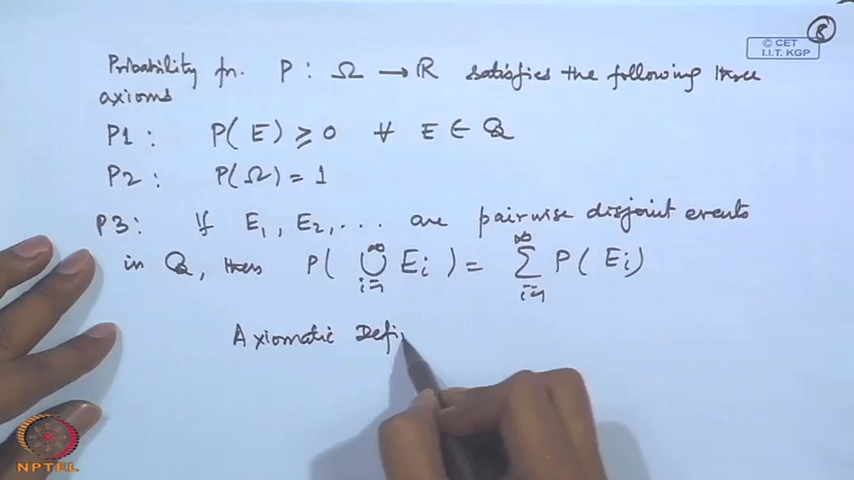 8
© CET
I.I.T. KGP
Probability fn. P : Ω → R satisfies the following three
axioms
P1 : P( E ) ≥ 0 ∀ E ∈ Q
P2 : P(Ω) = 1
P3 : If E₁, E₂, ... are pairwise disjoint events
in Q, then P( ∞ ∪ i=1 Ei ) = ∞ Σ i=1 P( Ei )
Axiomatic Defi
NPTEL